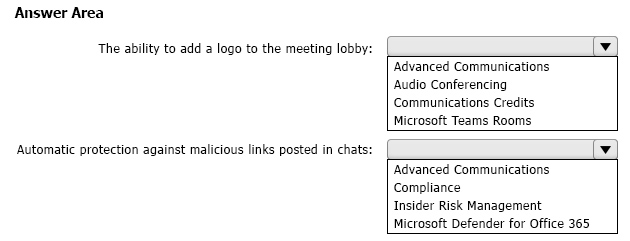 Answer Area
The ability to add a logo to the meeting lobby:
Advanced Communications
Audio Conferencing
Communications Credits
Microsoft Teams Rooms
Automatic protection against malicious links posted in chats:
Advanced Communications
Compliance
Insider Risk Management
Microsoft Defender for Office 365